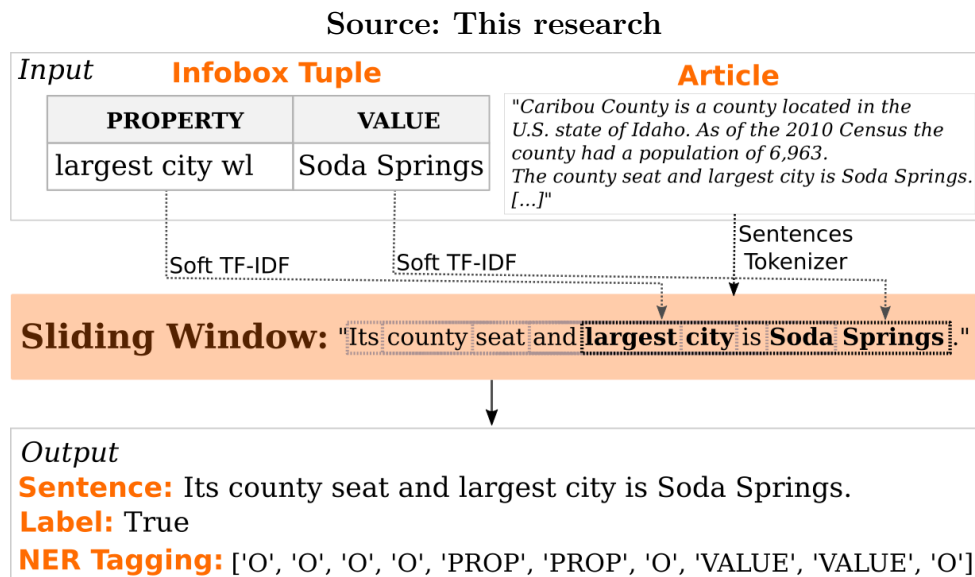 Source: This research
Input
Infobox Tuple
PROPERTY VALUE
largest city wl Soda Springs
Article
"Caribou County is a county located in the
U.S. state of Idaho. As of the 2010 Census the
county had a population of 6,963.
The county seat and largest city is Soda Springs.
[...]"
Soft TF-IDF Soft TF-IDF
Sentences
Tokenizer
Sliding Window: "Its county seat and largest city is Soda Springs."
Output
Sentence: Its county seat and largest city is Soda Springs.
Label: True
NER Tagging: ['O', 'O', 'O', 'O', 'PROP', 'PROP', 'O', 'VALUE', 'VALUE', 'O']